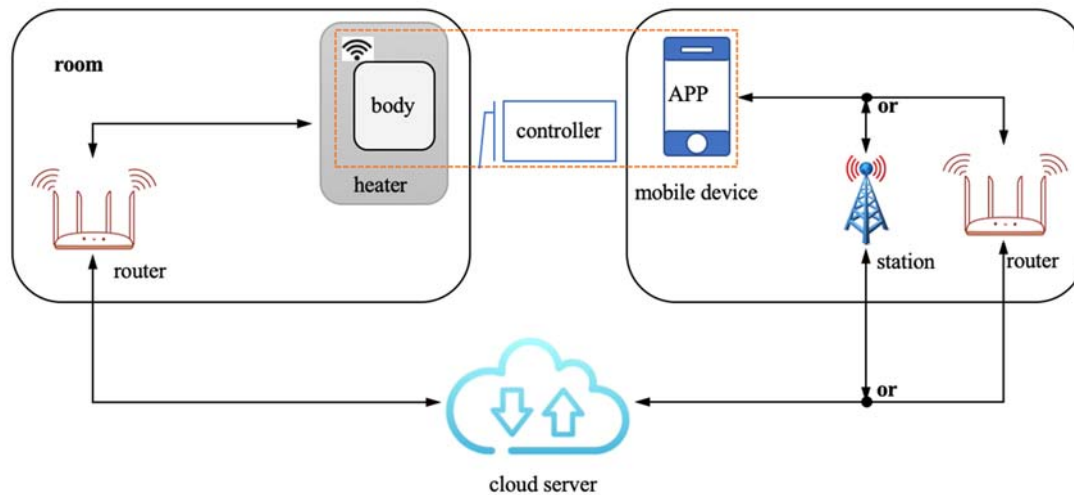 room
body
heater
controller
APP
mobile device
or
router
station
router
or
cloud server